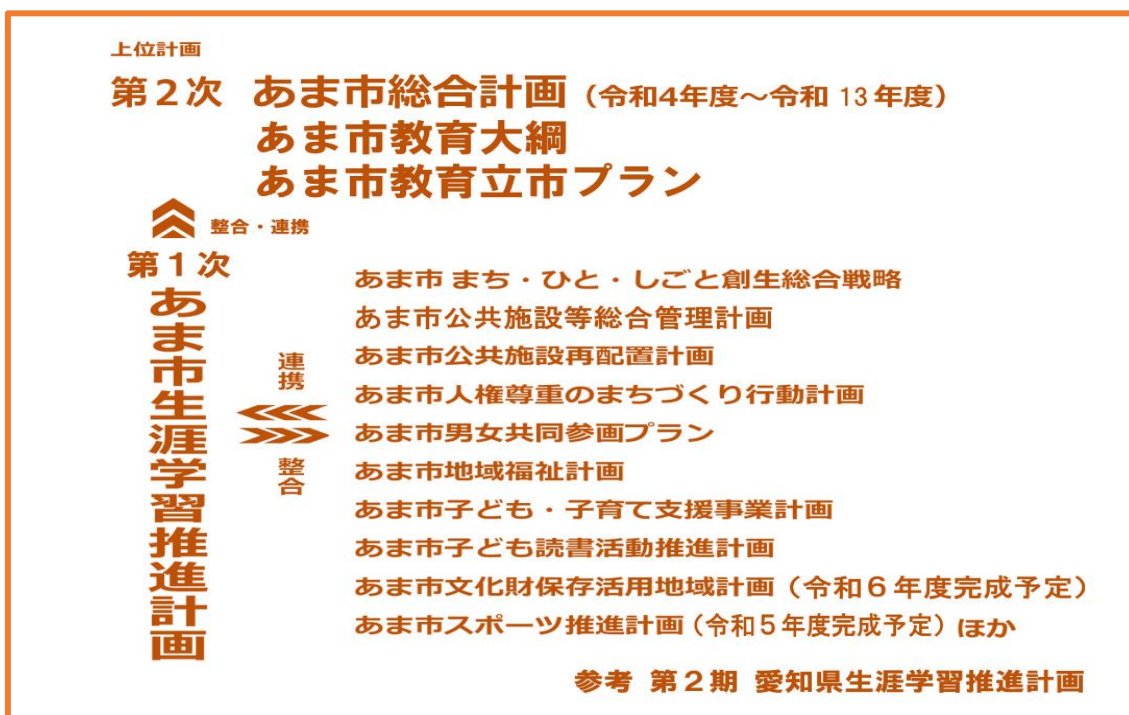 上位計画
第２次 あま市総合計画（令和4年度～令和 13 年度）
あま市教育大綱
あま市教育立市プラン
整合・連携
第１次
あま市生涯学習推進計画
連携
整合
あま市 まち・ひと・しごと創生総合戦略
あま市公共施設等総合管理計画
あま市公共施設再配置計画
あま市人権尊重のまちづくり行動計画
あま市男女共同参画プラン
あま市地域福祉計画
あま市子ども・子育て支援事業計画
あま市子ども読書活動推進計画
あま市文化財保存活用地域計画（令和６年度完成予定）
あま市スポーツ推進計画（令和５年度完成予定）ほか
参考 第２期 愛知県生涯学習推進計画